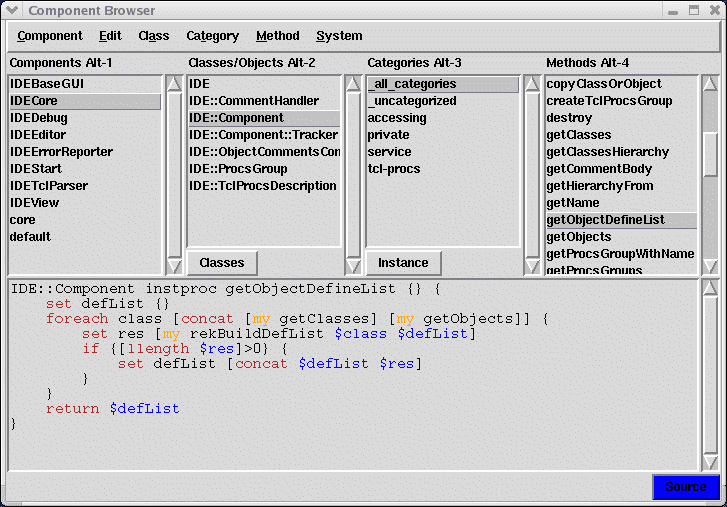 Component Browser
Component Edit Class Category Method System
Components Alt-1
IDEBaseGUI
IDECore
IDEDebug
IDEEditor
IDEErrorReporter
IDEStart
IDETclParser
IDEView
core
default
Classes/Objects Alt-2
IDE
IDE::CommentHandler
IDE::Component
IDE::Component::Tracker
IDE::ObjectCommentsCon
IDE::ProcsGroup
IDE::TclProcsDescription
Classes
Categories Alt-3
_all_categories
_uncategorized
accessing
private
service
tcl-procs
Instance
Methods Alt-4
copyClassOrObject
createTclProcsGroup
destroy
getClasses
getClassesHierarchy
getCommentBody
getHierarchyFrom
getName
getObjectDefineList
getObjects
getProcsGroupWithName
getProcsGroups
IDE::Component instproc getObjectDefineList {} {
    set defList {}
    foreach class [concat [my getClasses] [my getObjects]] {
        set res [my rekBuildDefList $class $defList]
        if {[llength $res]>0} {
            set defList [concat $defList $res]
        }
    }
    return $defList
}
Source